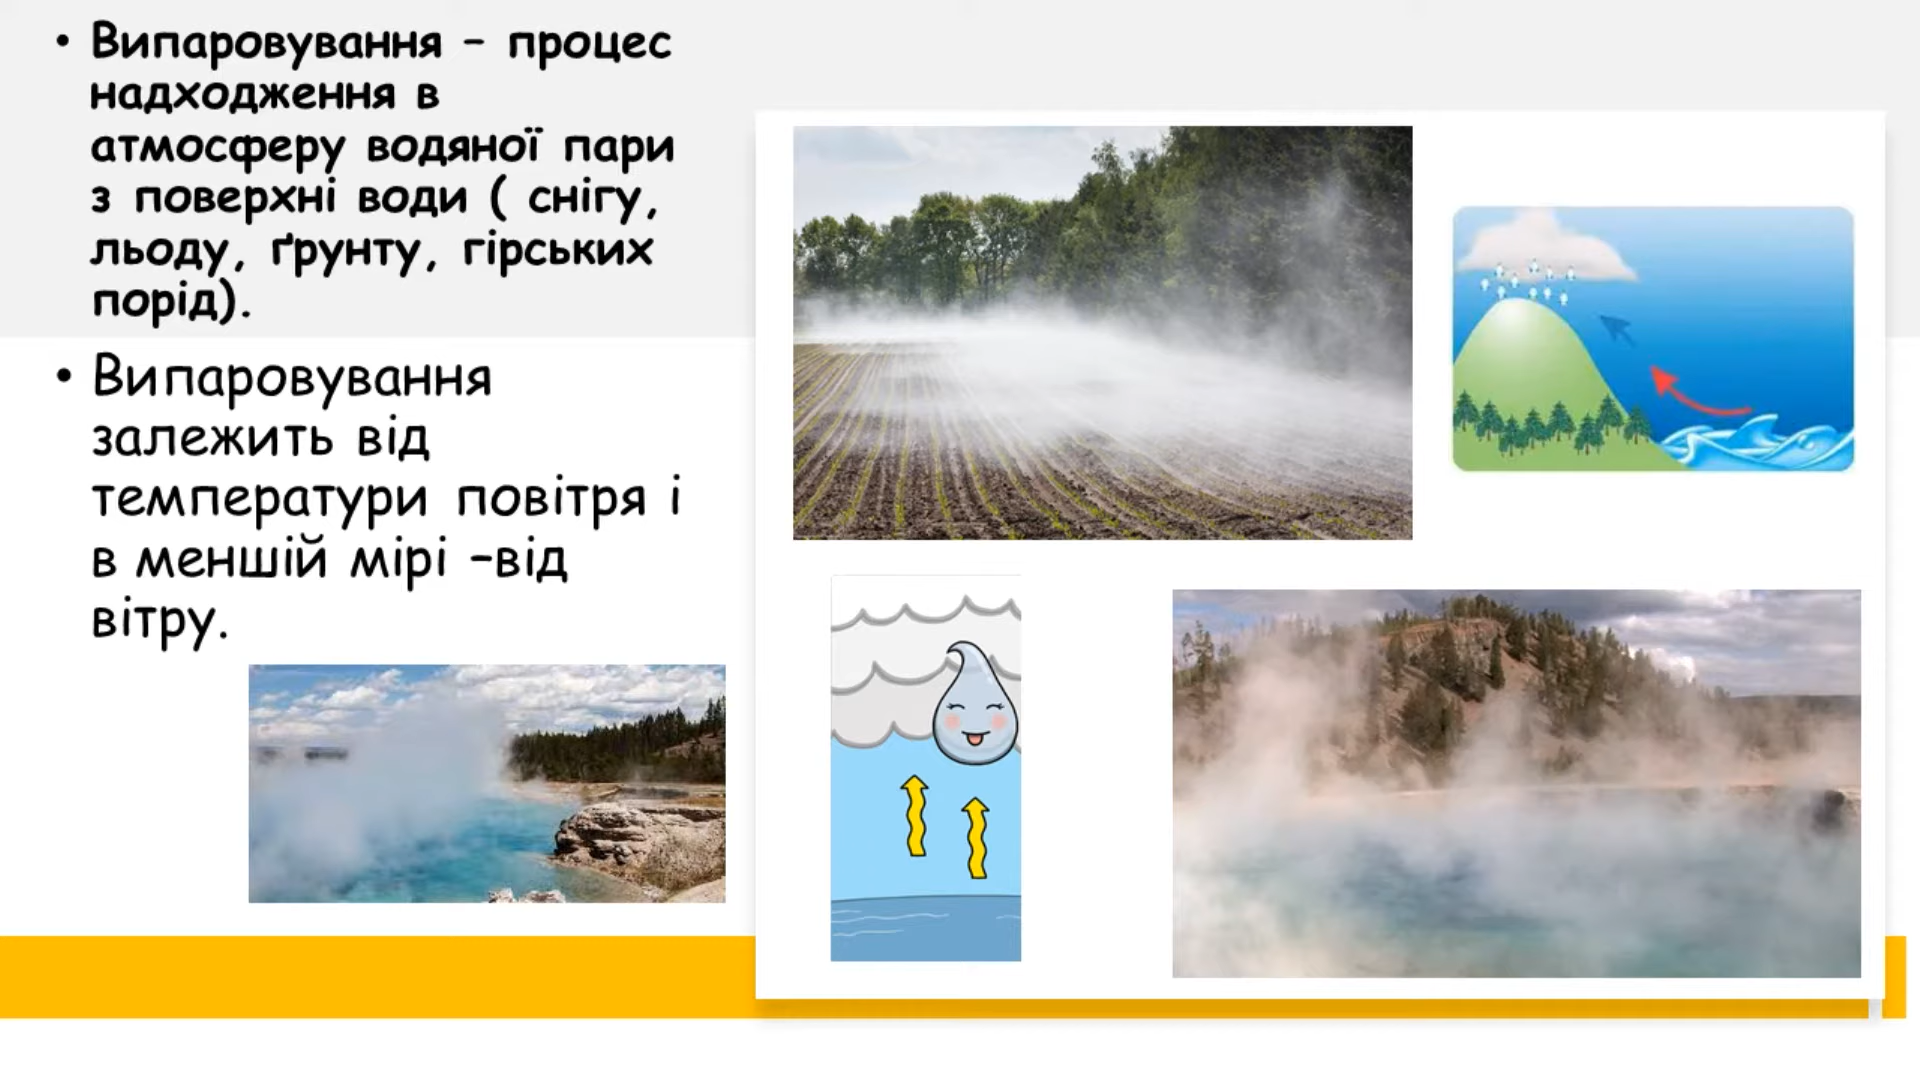 • Випаровування – процес
надходження в
атмосферу водяної пари
з поверхні води ( снігу,
льоду, ґрунту, гірських
порід).
• Випаровування
залежить від
температури повітря і
в меншій мірі –від
вітру.